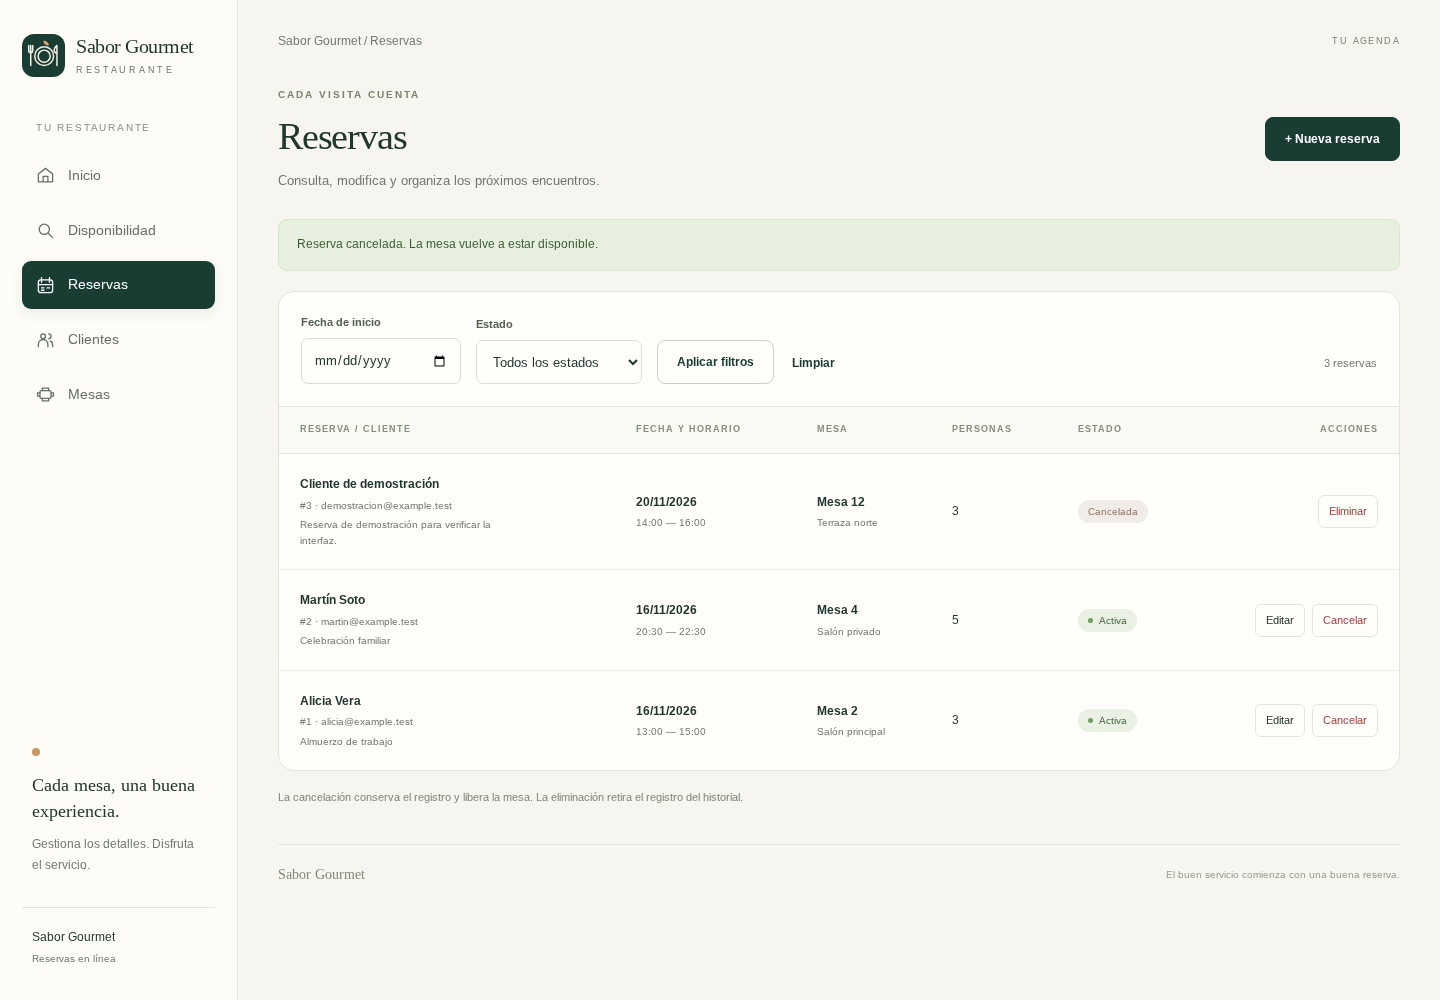 Sabor Gourmet
RESTAURANTE
TU RESTAURANTE
Inicio
Disponibilidad
Reservas
Clientes
Mesas
Cada mesa, una buena
experiencia.
Gestiona los detalles. Disfruta
el servicio.
Sabor Gourmet
Reservas en línea
Sabor Gourmet / Reservas
TU AGENDA
CADA VISITA CUENTA
Reservas
+ Nueva reserva
Consulta, modifica y organiza los próximos encuentros.
Reserva cancelada. La mesa vuelve a estar disponible.
Fecha de inicio
Estado
mm/dd/yyyy
Todos los estados
Aplicar filtros
Limpiar
3 reservas
RESERVA / CLIENTE FECHA Y HORARIO MESA PERSONAS ESTADO ACCIONES
Cliente de demostración
#3 · demostracion@example.test
Reserva de demostración para verificar la
interfaz.
20/11/2026
14:00 — 16:00
Mesa 12
Terraza norte
3
Cancelada
Eliminar
Martín Soto
#2 · martin@example.test
Celebración familiar
16/11/2026
20:30 — 22:30
Mesa 4
Salón privado
5
Activa
Editar
Cancelar
Alicia Vera
#1 · alicia@example.test
Almuerzo de trabajo
16/11/2026
13:00 — 15:00
Mesa 2
Salón principal
3
Activa
Editar
Cancelar
La cancelación conserva el registro y libera la mesa. La eliminación retira el registro del historial.
Sabor Gourmet
El buen servicio comienza con una buena reserva.